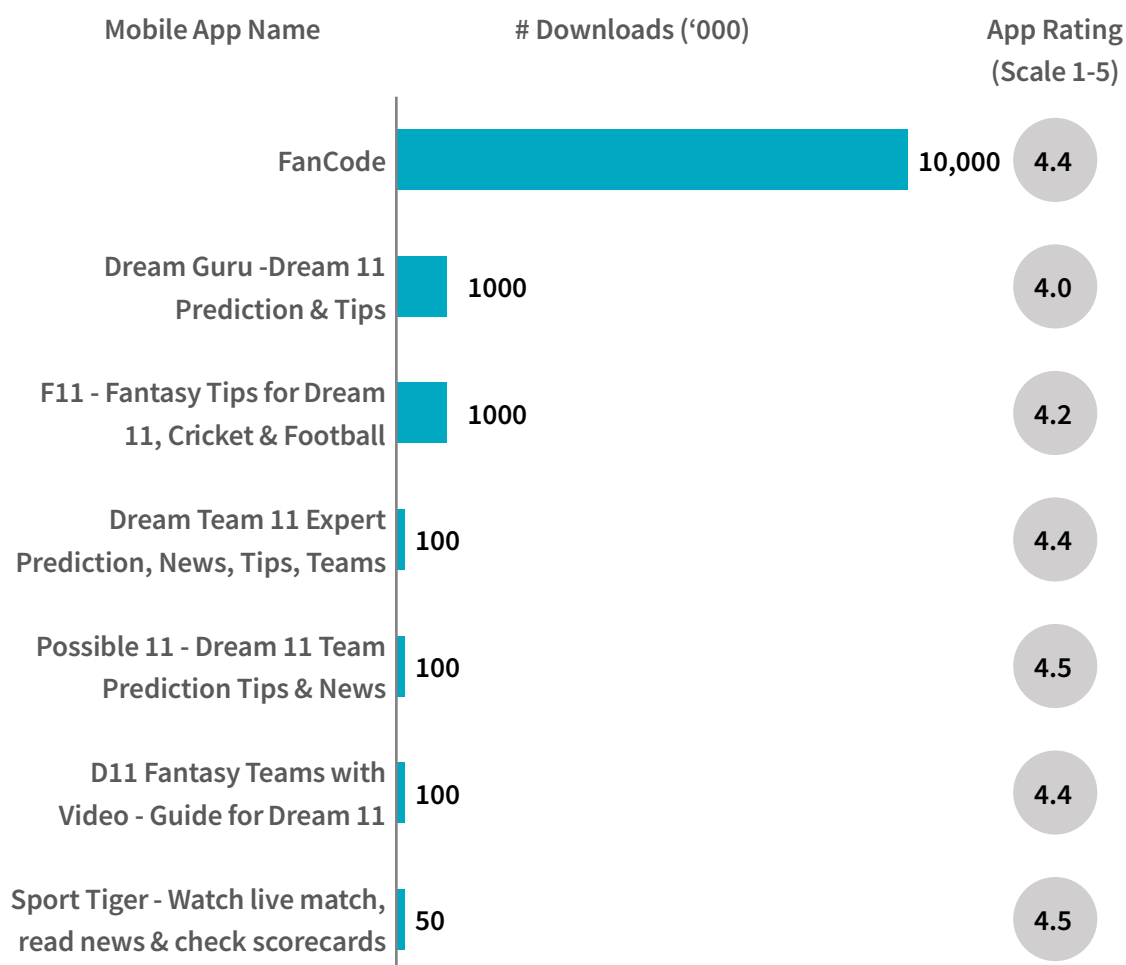 Mobile App Name
# Downloads (‘000)
App Rating
(Scale 1-5)
FanCode
10,000
4.4
Dream Guru -Dream 11
Prediction & Tips
1000
4.0
F11 - Fantasy Tips for Dream
11, Cricket & Football
1000
4.2
Dream Team 11 Expert
Prediction, News, Tips, Teams
100
4.4
Possible 11 - Dream 11 Team
Prediction Tips & News
100
4.5
D11 Fantasy Teams with
Video - Guide for Dream 11
100
4.4
Sport Tiger - Watch live match,
read news & check scorecards
50
4.5